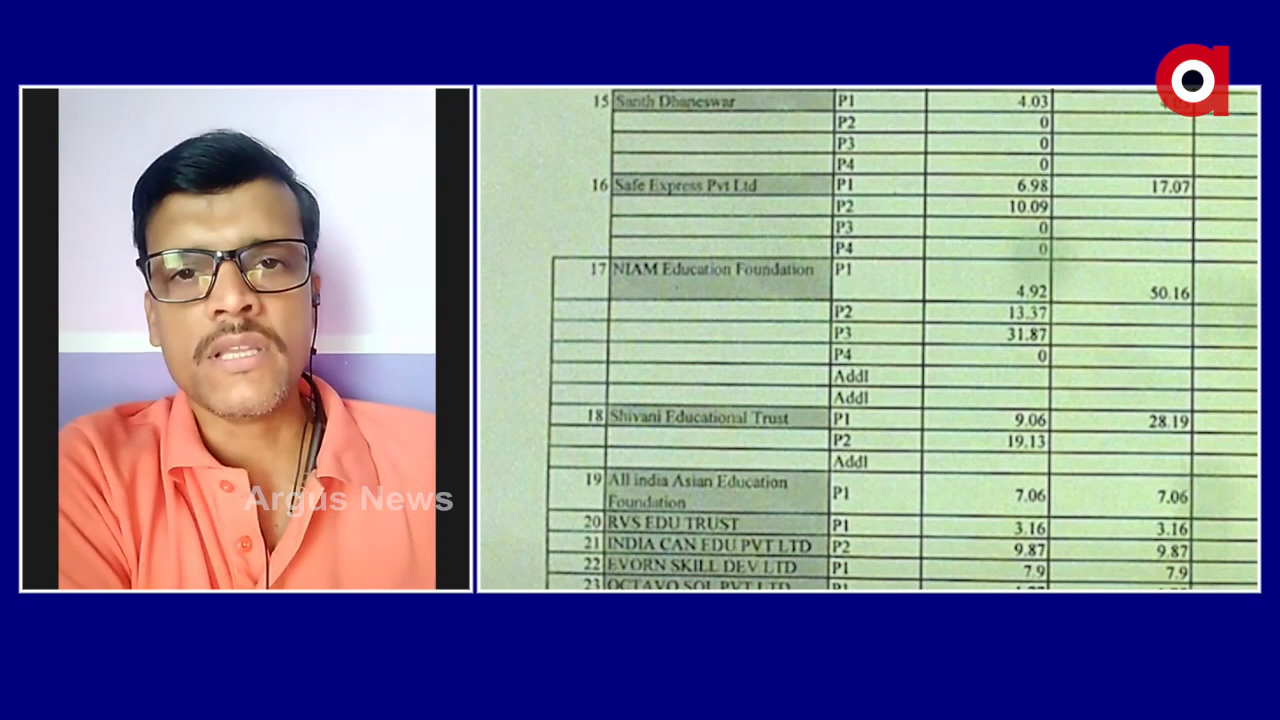 a
15 Santh Dhaneswar P1 4.03
P2 0
P3 0
P4 0
16 Safe Express Pvt Ltd P1 6.98 17.07
P2 10.09
P3 0
P4 0
17 NIAM Education Foundation P1
4.92 50.16
P2 13.37
P3 31.87
P4 0
Addl
Addl
18 Shivani Educational Trust P1 9.06 28.19
P2 19.13
Addl
19 All india Asian Education
Foundation P1 7.06 7.06
20 RVS EDU TRUST P1 3.16 3.16
21 INDIA CAN EDU PVT LTD P2 9.87 9.87
22 EVORN SKILL DEV LTD P1 7.9 7.9
23 OCTAVO SOL PVT LTD
Argus News